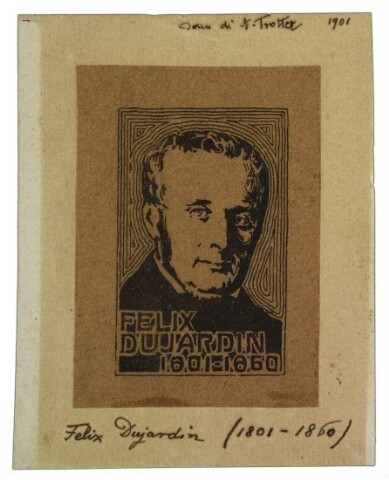 Dono di A. Trotter 1901
FELIX
DUJARDIN
1801-1860
Felix Dujardin (1801-1860)